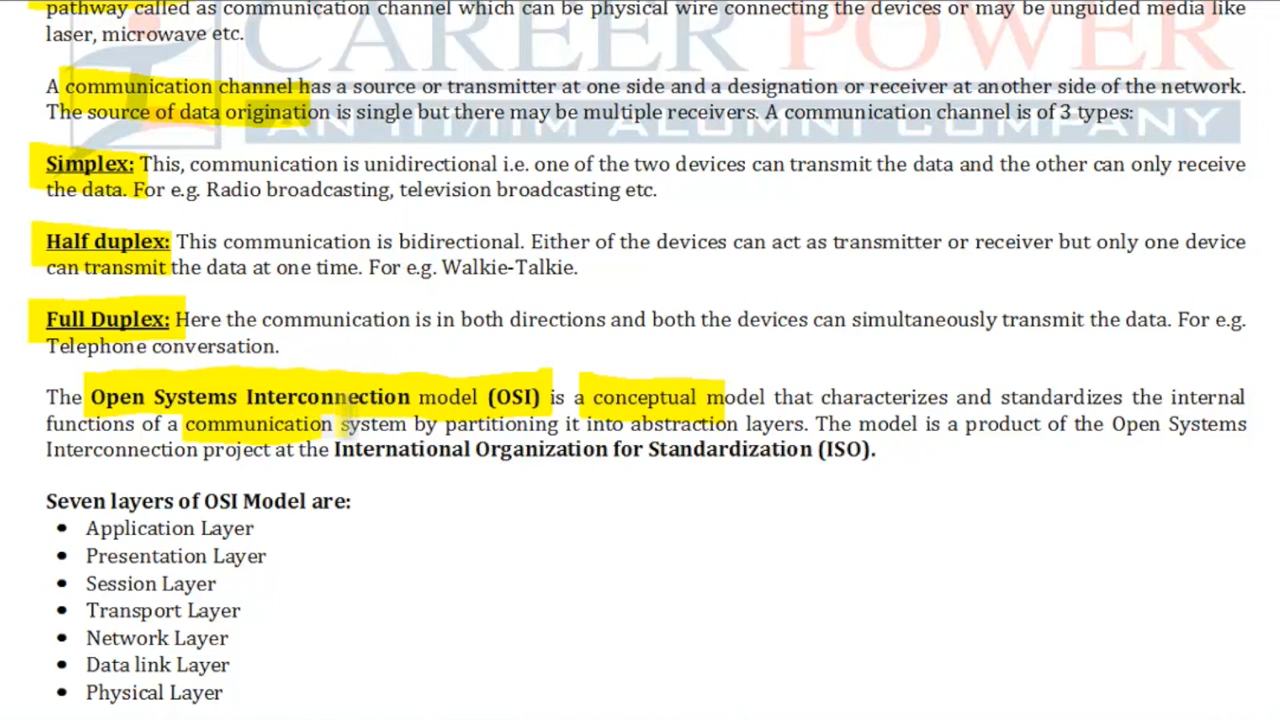 pathway called as communication channel which can be physical wire connecting the devices or may be unguided media like
laser, microwave etc.
CAREER POWER
A communication channel has a source or transmitter at one side and a designation or receiver at another side of the network.
The source of data origination is single but there may be multiple receivers. A communication channel is of 3 types:
AN IIT/IIM ALUMNI COMPANY
Simplex: This, communication is unidirectional i.e. one of the two devices can transmit the data and the other can only receive
the data. For e.g. Radio broadcasting, television broadcasting etc.
Half duplex: This communication is bidirectional. Either of the devices can act as transmitter or receiver but only one device
can transmit the data at one time. For e.g. Walkie-Talkie.
Full Duplex: Here the communication is in both directions and both the devices can simultaneously transmit the data. For e.g.
Telephone conversation.
The Open Systems Interconnection model (OSI) is a conceptual model that characterizes and standardizes the internal
functions of a communication system by partitioning it into abstraction layers. The model is a product of the Open Systems
Interconnection project at the International Organization for Standardization (ISO).
Seven layers of OSI Model are:
• Application Layer
• Presentation Layer
• Session Layer
• Transport Layer
• Network Layer
• Data link Layer
• Physical Layer